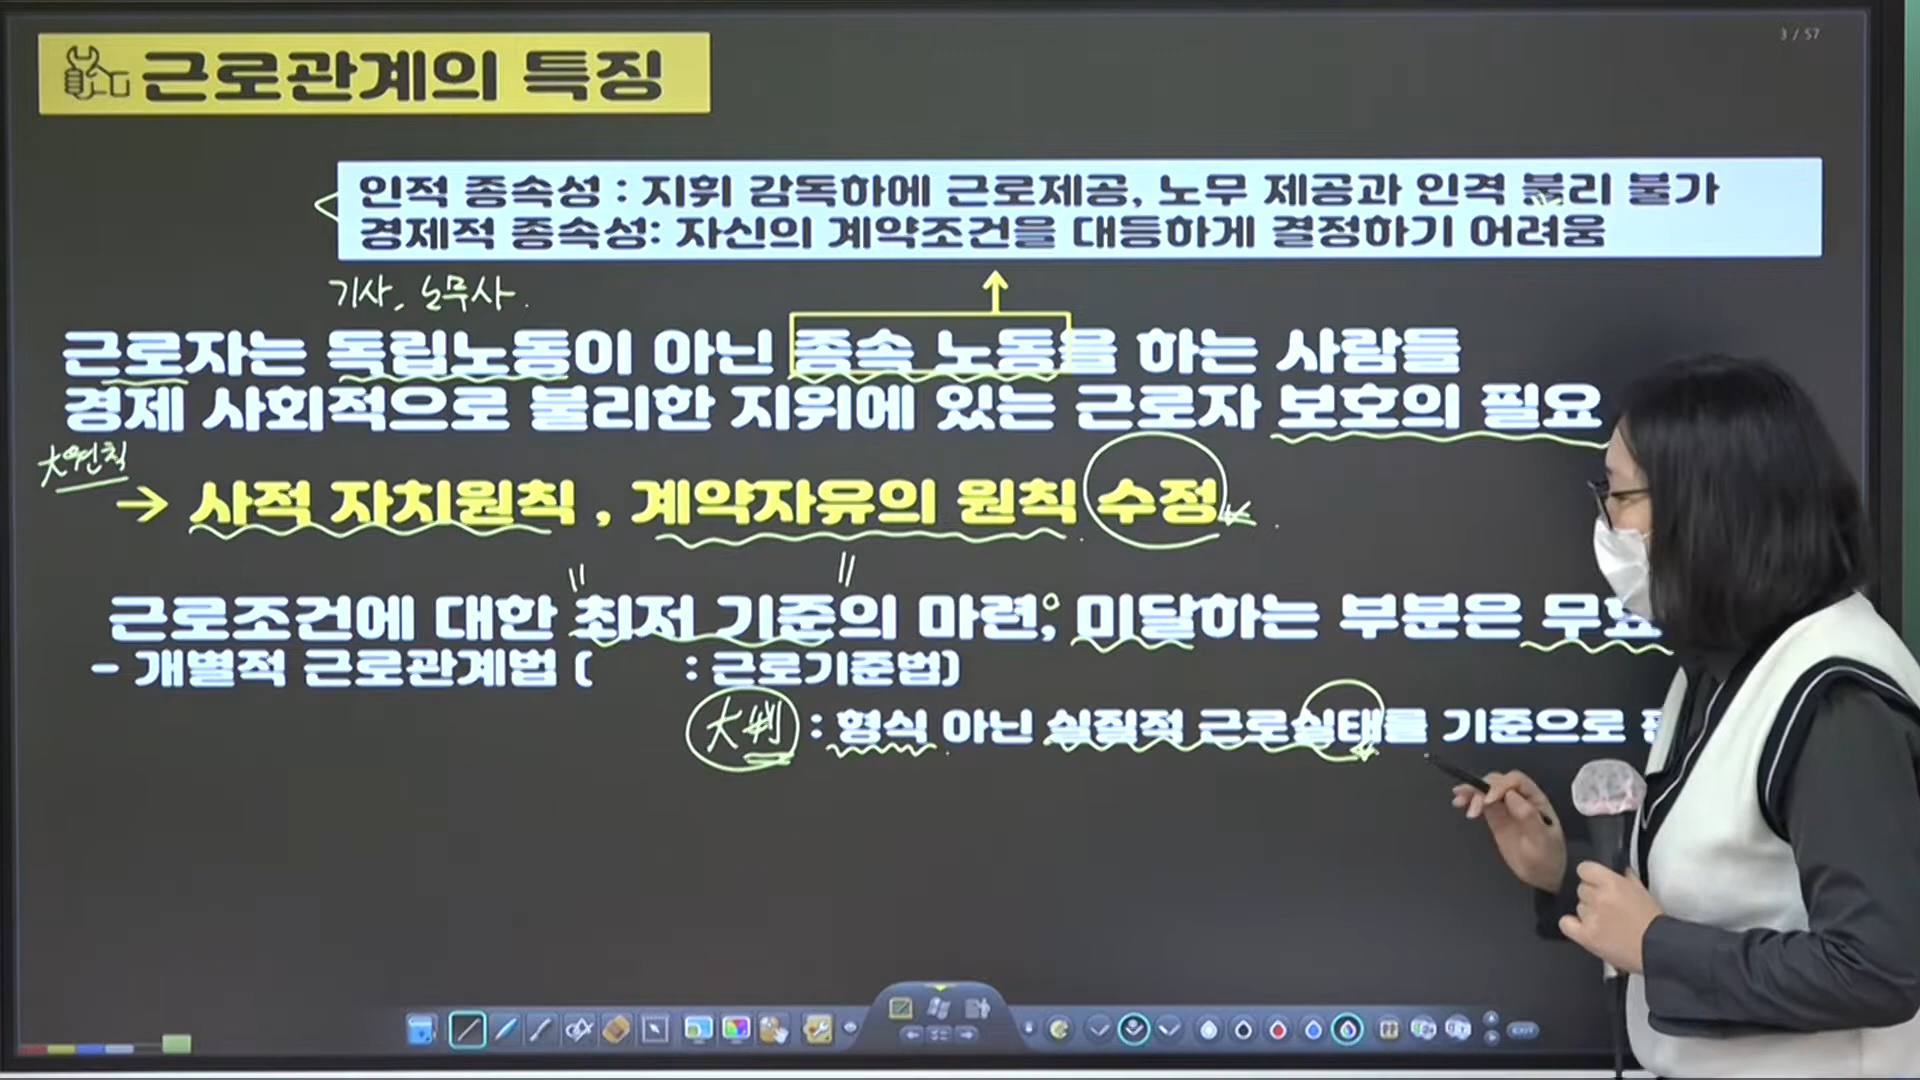 3 / 57
근로관계의 특징
인적 종속성 : 지휘 감독하에 근로제공, 노무 제공과 인격 분리 불가
경제적 종속성: 자신의 계약조건을 대등하게 결정하기 어려움
기사, 노무사.
근로자는 독립노동이 아닌 종속 노동을 하는 사람들
경제 사회적으로 불리한 지위에 있는 근로자 보호의 필요
大원칙
→ 사적 자치원칙 , 계약자유의 원칙 수정
근로조건에 대한 최저 기준의 마련, 미달하는 부분은 무효
- 개별적 근로관계법 ( : 근로기준법)
大判 : 형식 아닌 실질적 근로실태를 기준으로
EXIT